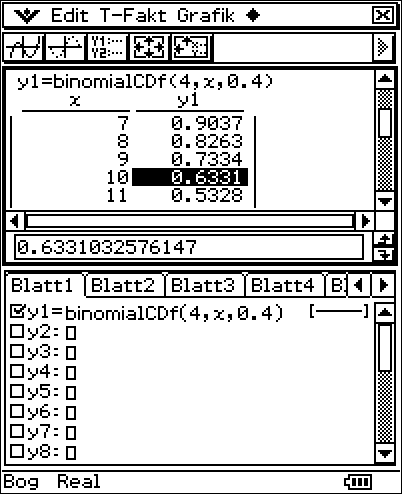 Edit T-Fakt Grafik ◆
Y1:...
Y2:...
y1=binomialCDf(4,x,0.4)
x y1
7 0.9037
8 0.8263
9 0.7334
10 0.6331
11 0.5328
0.6331032576147
Blatt1 Blatt2 Blatt3 Blatt4
y1=binomialCDf(4,x,0.4) [——]
y2:
y3:
y4:
y5:
y6:
y7:
y8:
Bog Real